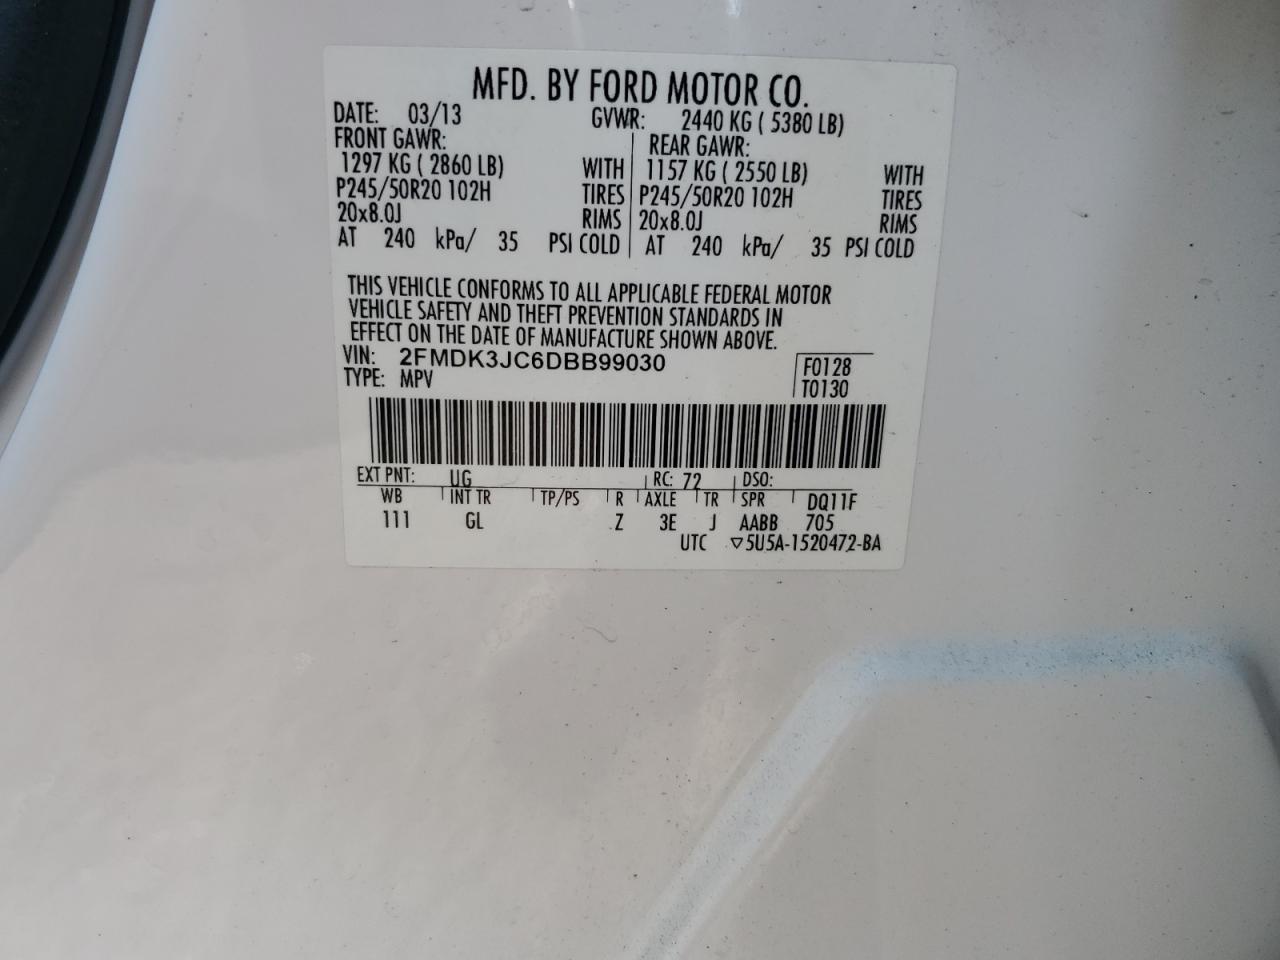 MFD. BY FORD MOTOR CO.
DATE: 03/13 GVWR: 2440 KG ( 5380 LB)
FRONT GAWR: REAR GAWR:
1297 KG ( 2860 LB) WITH 1157 KG ( 2550 LB) WITH
P245/50R20 102H TIRES P245/50R20 102H TIRES
20x8.0J RIMS 20x8.0J RIMS
AT 240 kPa/ 35 PSI COLD AT 240 kPa/ 35 PSI COLD
THIS VEHICLE CONFORMS TO ALL APPLICABLE FEDERAL MOTOR
VEHICLE SAFETY AND THEFT PREVENTION STANDARDS IN
EFFECT ON THE DATE OF MANUFACTURE SHOWN ABOVE.
VIN: 2FMDK3JC6DBB99030 F0128
TYPE: MPV T0130
EXT PNT: UG RC: 72 DSO:
WB INT TR TP/PS R AXLE TR SPR DQ11F
111 GL Z 3E J AABB 705
UTC ▽5U5A-1520472-BA